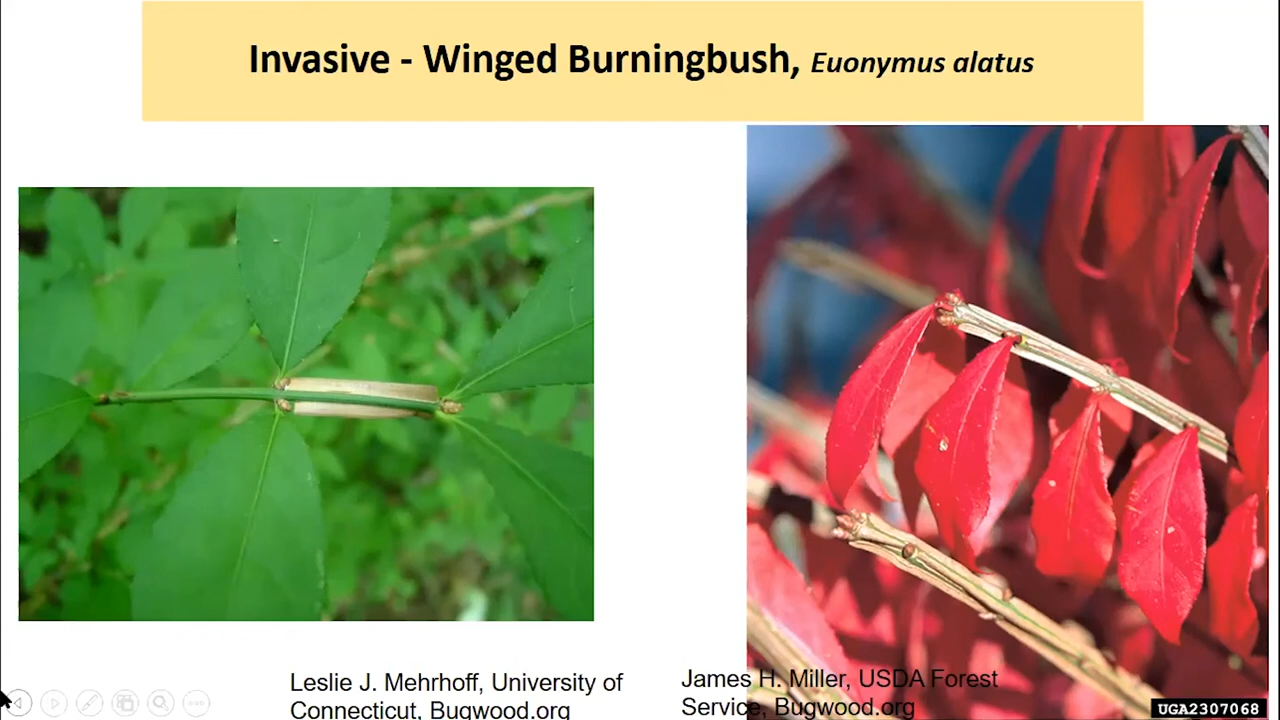 Invasive - Winged Burningbush, Euonymus alatus
Leslie J. Mehrhoff, University of
Connecticut, Bugwood.org
James H. Miller, USDA Forest
Service, Bugwood.org
UGA2307068